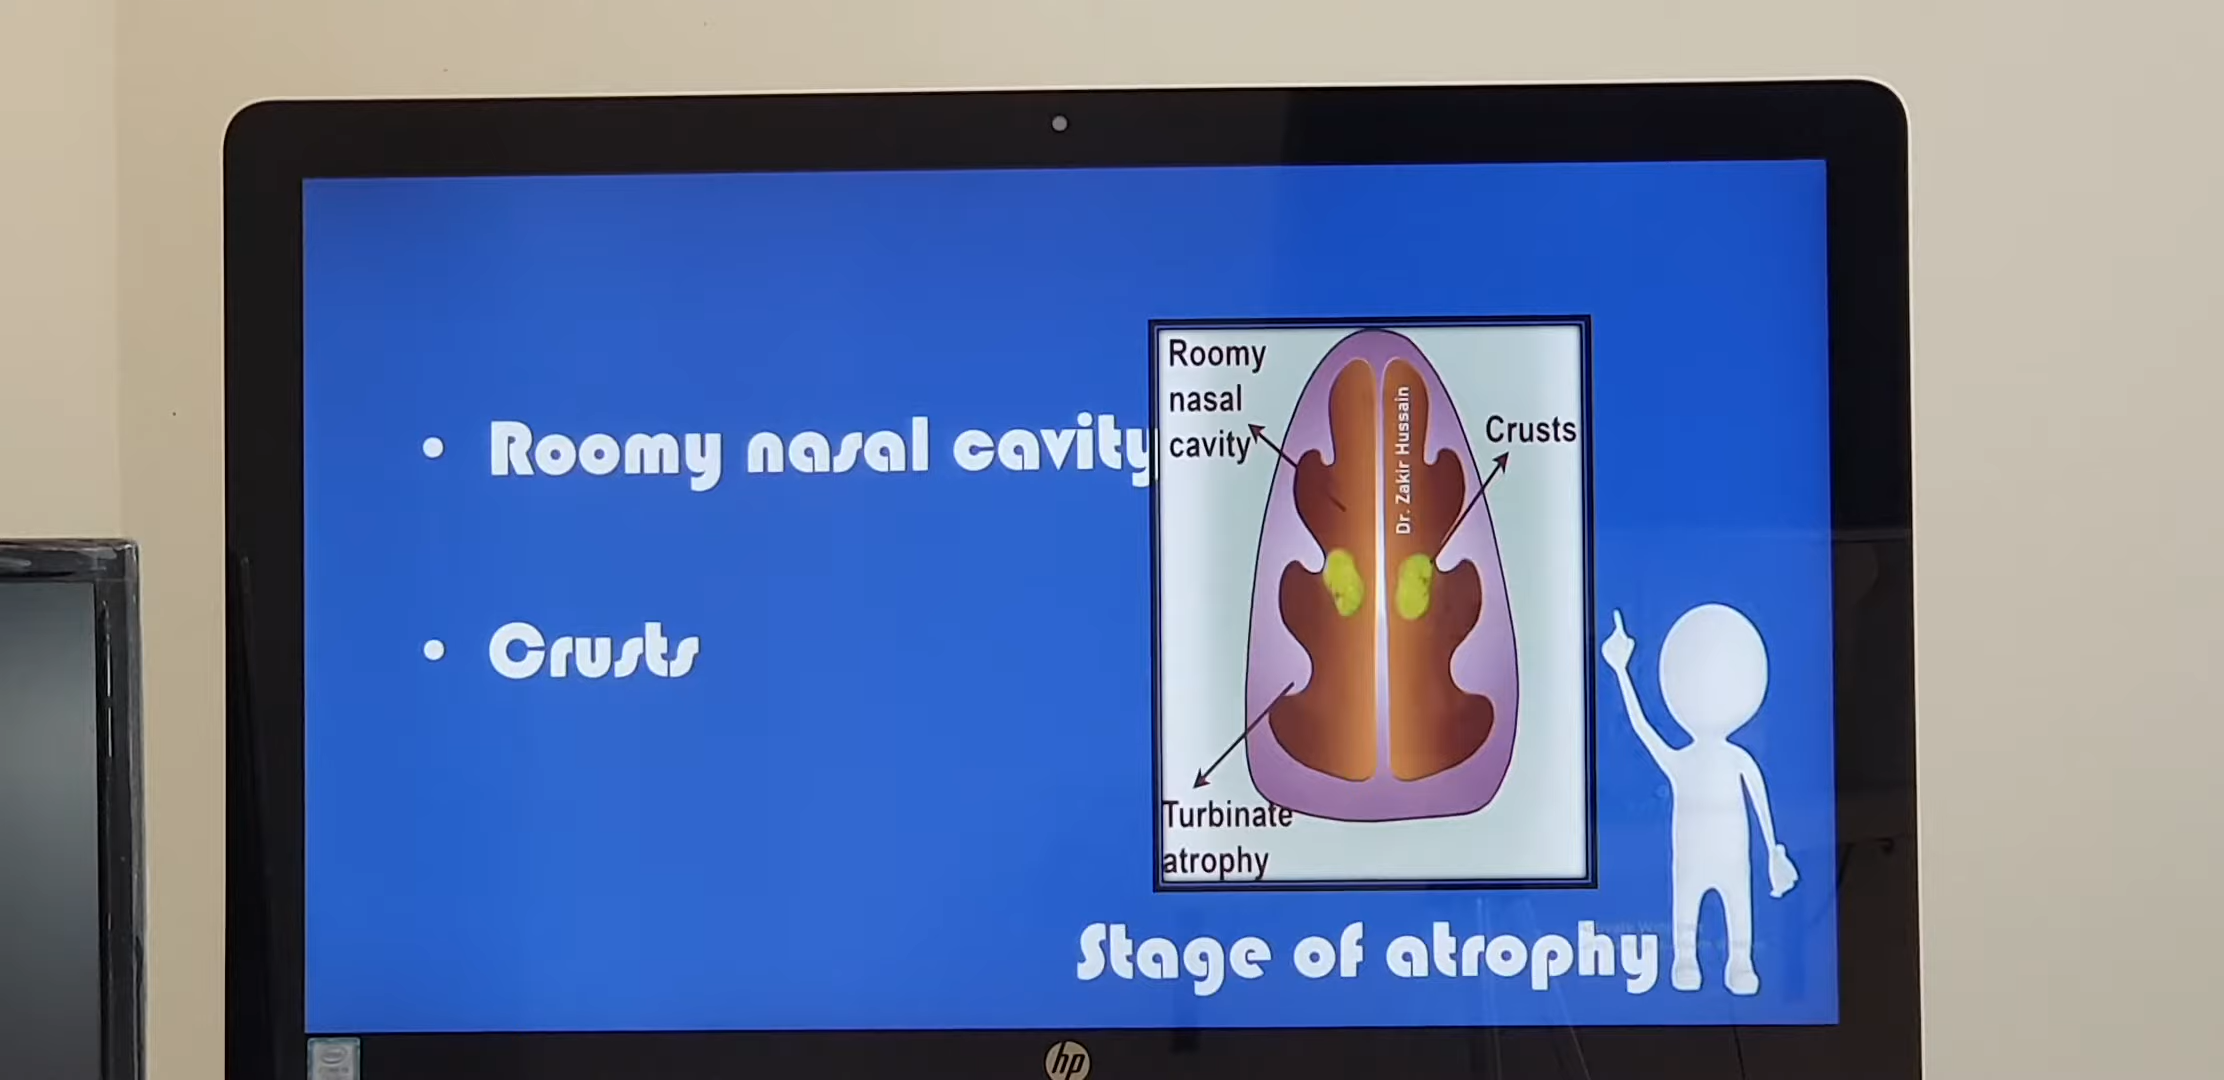 • Roomy nasal cavity
• Crusts
Roomy
nasal
cavity
Crusts
Dr. Zakir Hussain
Turbinate
atrophy
Stage of atrophy
hp